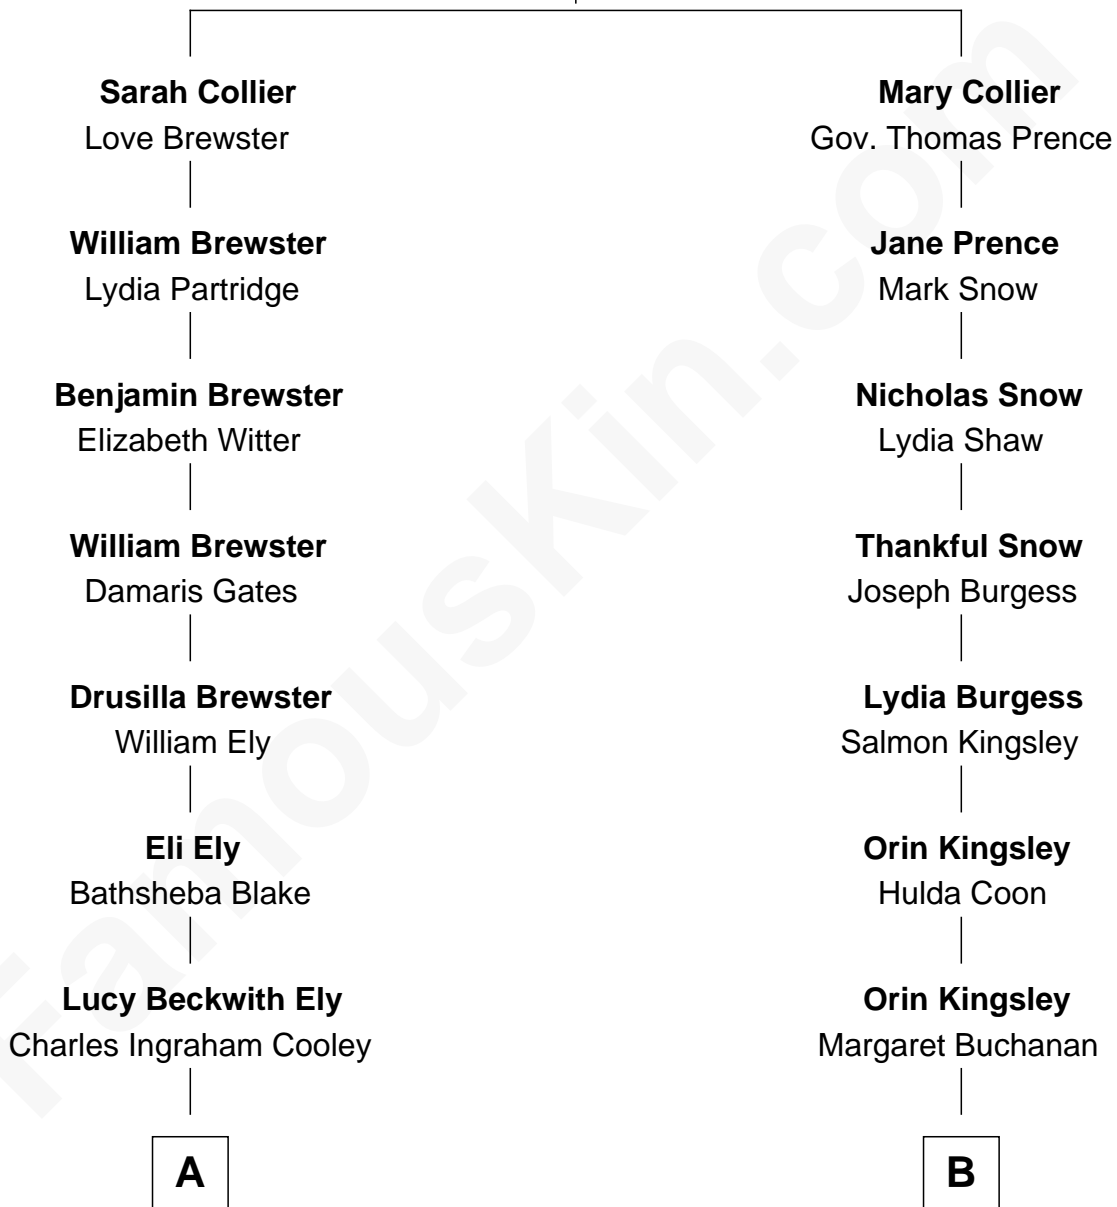 Sarah Collier
Love Brewster
William Brewster
Lydia Partridge
Benjamin Brewster
Elizabeth Witter
William Brewster
Damaris Gates
Drusilla Brewster
William Ely
Eli Ely
Bathsheba Blake
Lucy Beckwith Ely
Charles Ingraham Cooley
A
Mary Collier
Gov. Thomas Prence
Jane Prence
Mark Snow
Nicholas Snow
Lydia Shaw
Thankful Snow
Joseph Burgess
Lydia Burgess
Salmon Kingsley
Orin Kingsley
Hulda Coon
Orin Kingsley
Margaret Buchanan
B
FamousKin.com